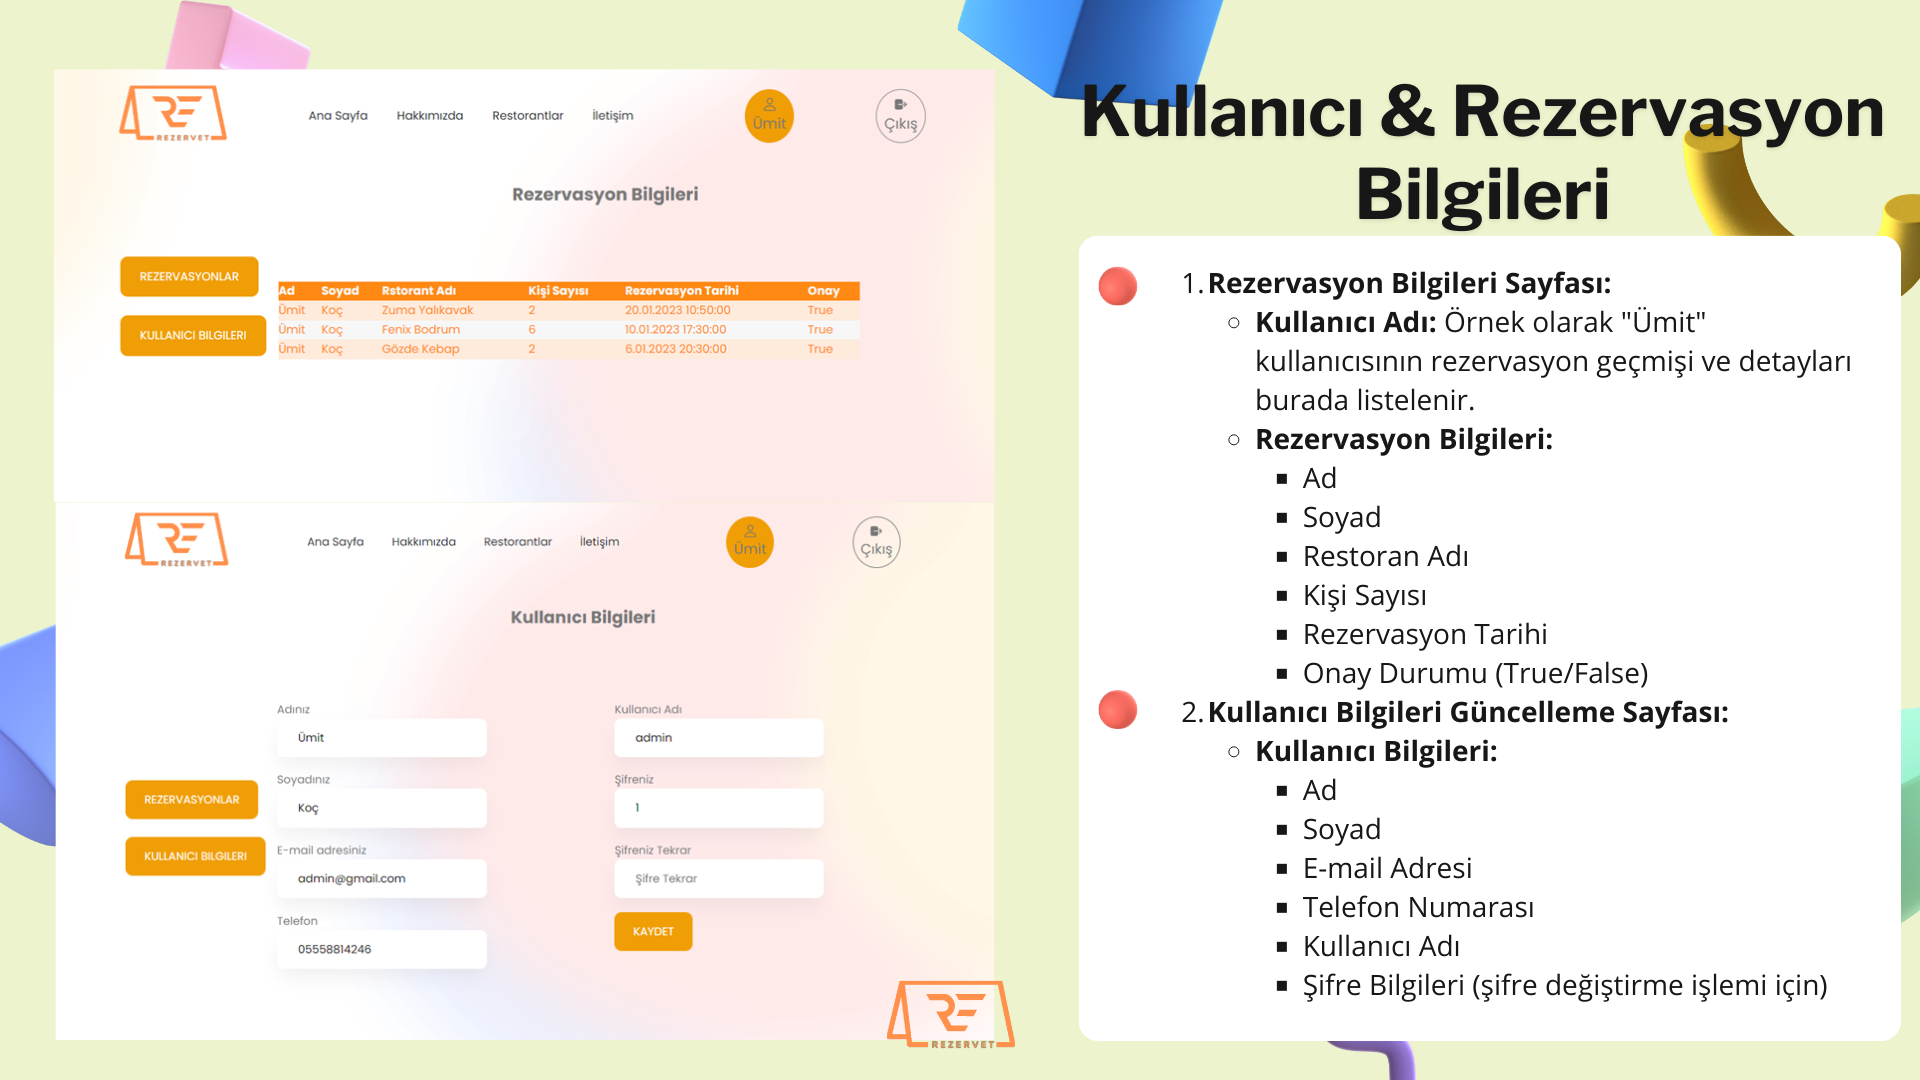 REZERVET
Ana Sayfa Hakkımızda Restorantlar İletişim Ümit Çıkış
Rezervasyon Bilgileri
REZERVASYONLAR
KULLANICI BILGILERI
Ad Soyad Rstorant Adı Kişi Sayısı Rezervasyon Tarihi Onay
Ümit Koç Zuma Yalıkavak 2 20.01.2023 10:50:00 True
Ümit Koç Fenix Bodrum 6 10.01.2023 17:30:00 True
Ümit Koç Gözde Kebap 2 6.01.2023 20:30:00 True
REZERVET
Ana Sayfa Hakkımızda Restorantlar İletişim Ümit Çıkış
Kullanıcı Bilgileri
REZERVASYONLAR
KULLANICI BILGILERI
Adınız
Ümit
Soyadınız
Koç
E-mail adresiniz
admin@gmail.com
Telefon
05558814246
Kullanıcı Adı
admin
Şifreniz
1
Şifreniz Tekrar
Şifre Tekrar
KAYDET
REZERVET
Kullanıcı & Rezervasyon
Bilgileri
1. Rezervasyon Bilgileri Sayfası:
Kullanıcı Adı: Örnek olarak "Ümit"
kullanıcısının rezervasyon geçmişi ve detayları
burada listelenir.
Rezervasyon Bilgileri:
Ad
Soyad
Restoran Adı
Kişi Sayısı
Rezervasyon Tarihi
Onay Durumu (True/False)
2. Kullanıcı Bilgileri Güncelleme Sayfası:
Kullanıcı Bilgileri:
Ad
Soyad
E-mail Adresi
Telefon Numarası
Kullanıcı Adı
Şifre Bilgileri (şifre değiştirme işlemi için)